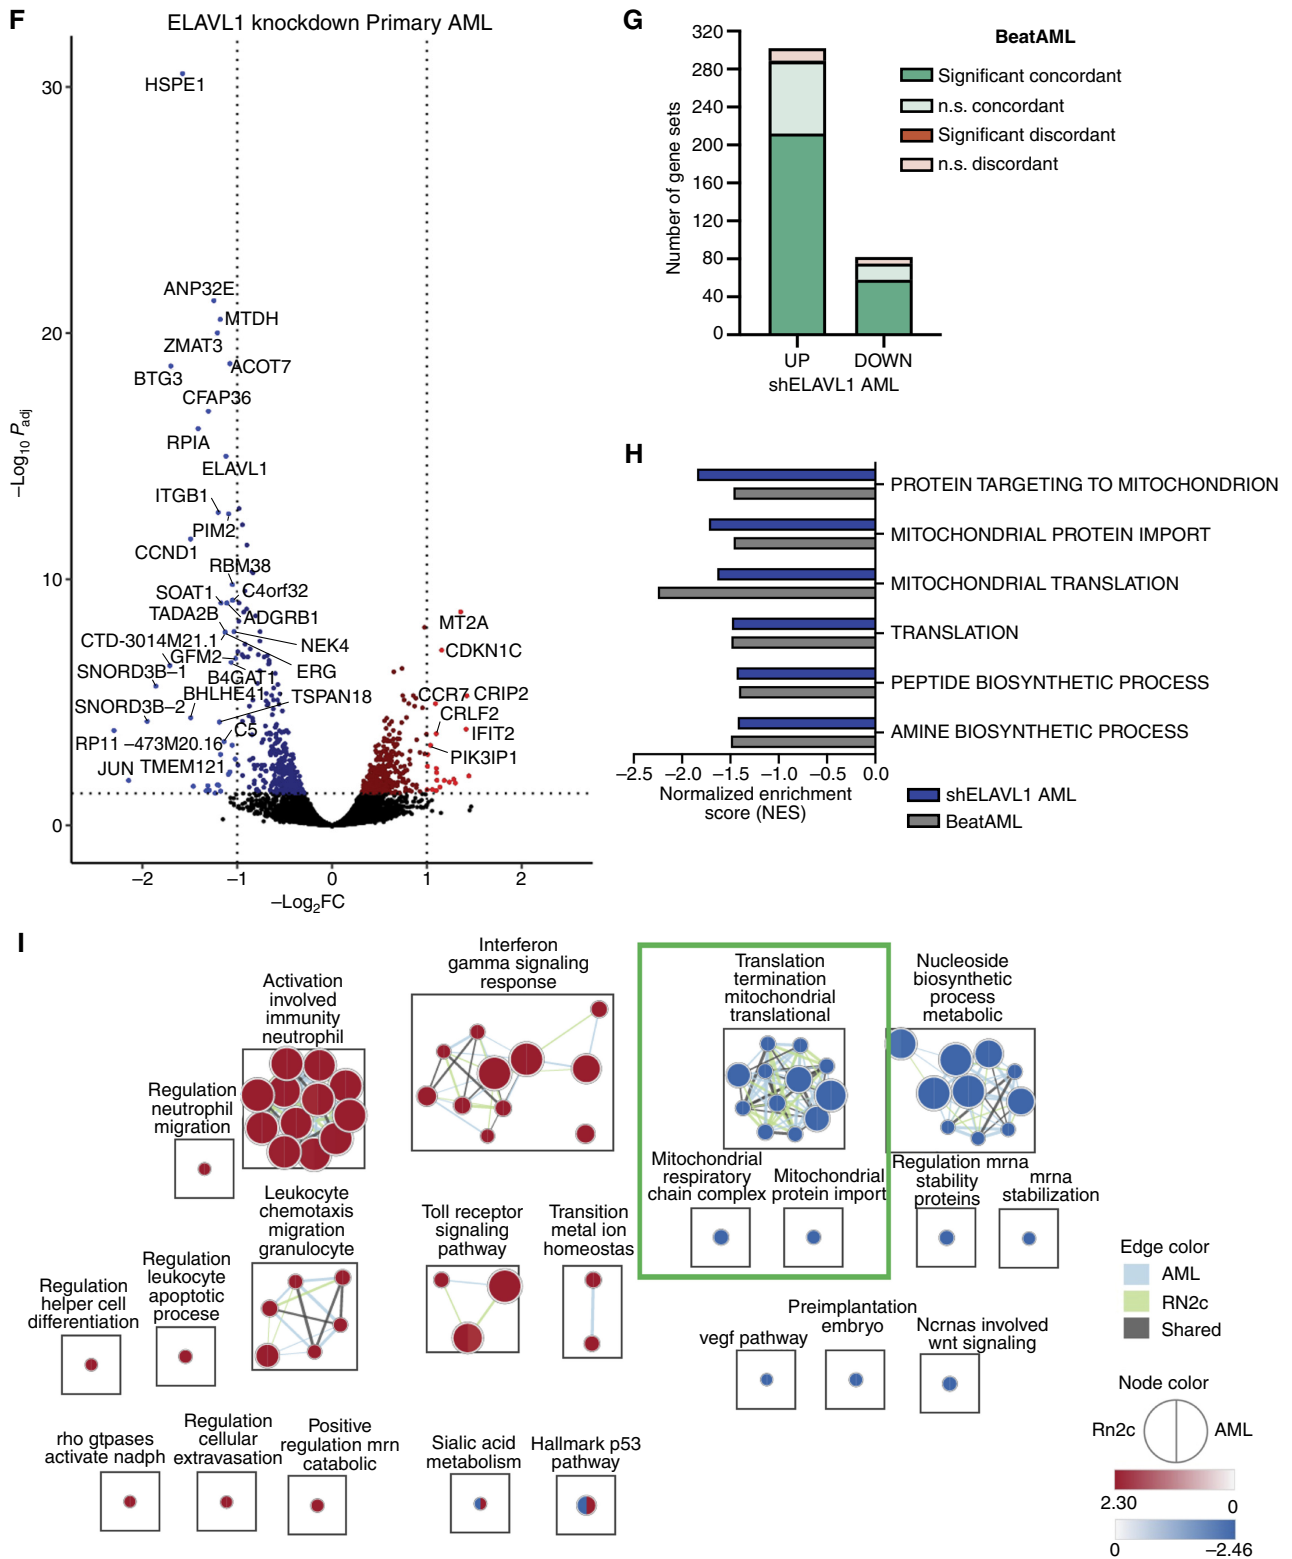 F
ELAVL1 knockdown Primary AML
30
20
10
0
−Log10 Padj
HSPE1
ANP32E
MTDH
ZMAT3
ACOT7
BTG3
CFAP36
RPIA
ELAVL1
ITGB1
PIM2
CCND1
RBM38
SOAT1
C4orf32
TADA2B
ADGRB1
CTD-3014M21.1
NEK4
GFM2
ERG
SNORD3B−1
B4GAT1
BHLHE41
TSPAN18
SNORD3B−2
C5
RP11 −473M20.16
JUN
TMEM121
MT2A
CDKN1C
CCR7
CRIP2
CRLF2
IFIT2
PIK3IP1
−2
−1
0
1
2
−Log2FC
G
320
280
240
200
160
120
80
40
0
Number of gene sets
BeatAML
Significant concordant
n.s. concordant
Significant discordant
n.s. discordant
UP
DOWN
shELAVL1 AML
H
PROTEIN TARGETING TO MITOCHONDRION
MITOCHONDRIAL PROTEIN IMPORT
MITOCHONDRIAL TRANSLATION
TRANSLATION
PEPTIDE BIOSYNTHETIC PROCESS
AMINE BIOSYNTHETIC PROCESS
−2.5
−2.0
−1.5
−1.0
−0.5
0.0
Normalized enrichment
score (NES)
shELAVL1 AML
BeatAML
I
Activation
involved
immunity
neutrophil
Interferon
gamma signaling
response
Translation
termination
mitochondrial
translational
Nucleoside
biosynthetic
process
metabolic
Regulation
neutrophil
migration
Mitochondrial
respiratory
chain complex
Mitochondrial
protein import
Regulation mrna
stability
proteins
mrna
stabilization
Leukocyte
chemotaxis
migration
granulocyte
Toll receptor
signaling
pathway
Transition
metal ion
homeostas
Regulation
helper cell
differentiation
Regulation
leukocyte
apoptotic
procese
vegf pathway
Preimplantation
embryo
Ncrnas involved
wnt signaling
rho gtpases
activate nadph
Regulation
cellular
extravasation
Positive
regulation mrn
catabolic
Sialic acid
metabolism
Hallmark p53
pathway
Edge color
AML
RN2c
Shared
Node color
Rn2c
AML
2.30
0
0
−2.46